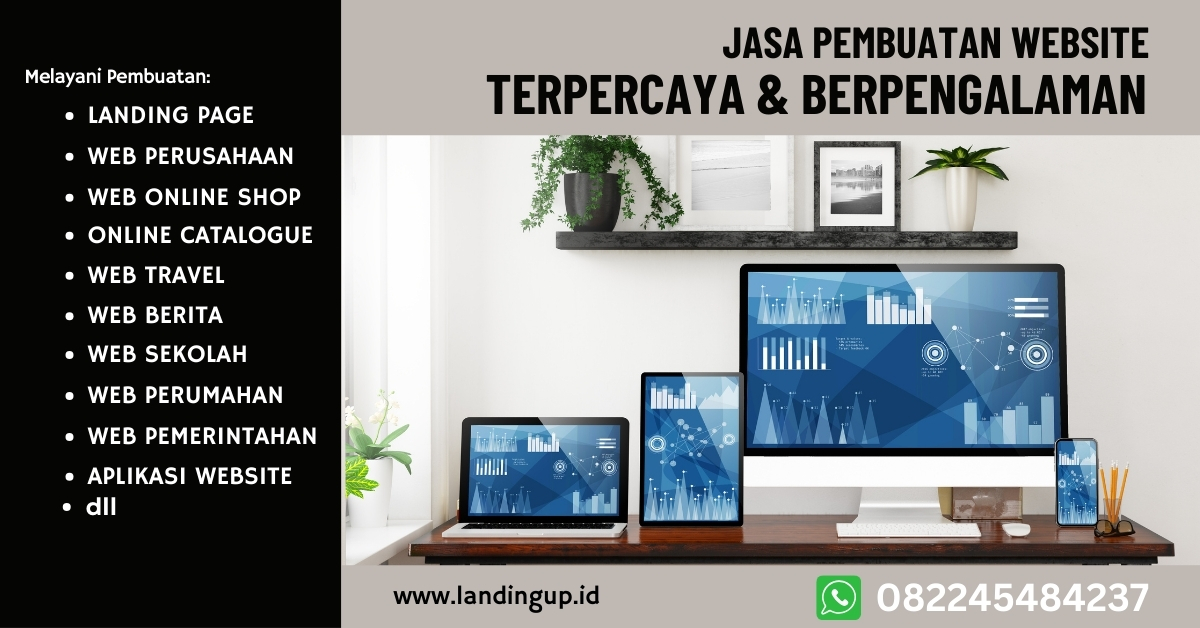 JASA PEMBUATAN WEBSITE
TERPERCAYA & BERPENGALAMAN
Melayani Pembuatan:
• LANDING PAGE
• WEB PERUSAHAAN
• WEB ONLINE SHOP
• ONLINE CATALOGUE
• WEB TRAVEL
• WEB BERITA
• WEB SEKOLAH
• WEB PERUMAHAN
• WEB PEMERINTAHAN
• APLIKASI WEBSITE
• dll
www.landingup.id
082245484237